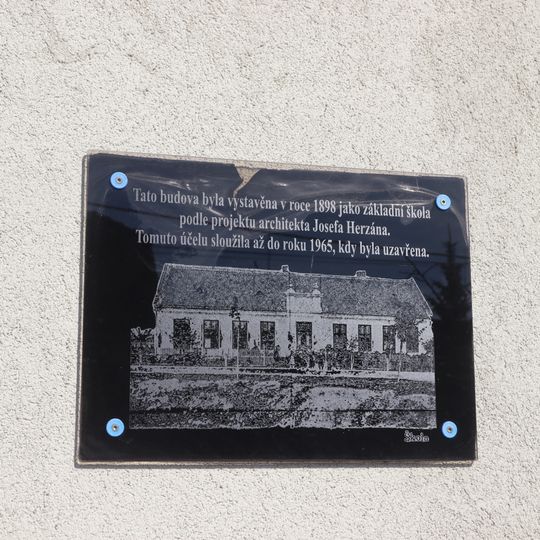 Tato budova byla vystavěna v roce 1898 jako základní škola
podle projektu architekta Josefa Herzána.
Tomuto účelu sloužila až do roku 1965, kdy byla uzavřena.